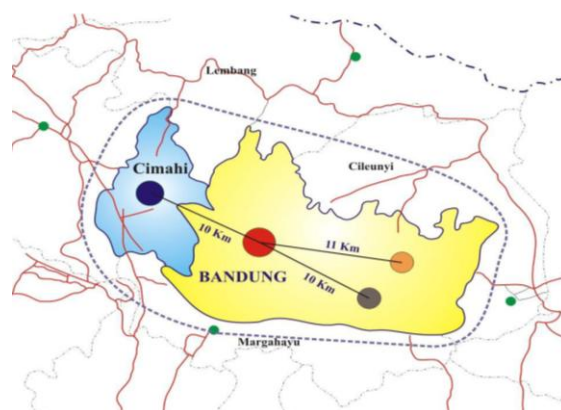 Lembang
Cimahi
Cileunyi
10 Km
11 Km
BANDUNG
10 Km
Margahayu